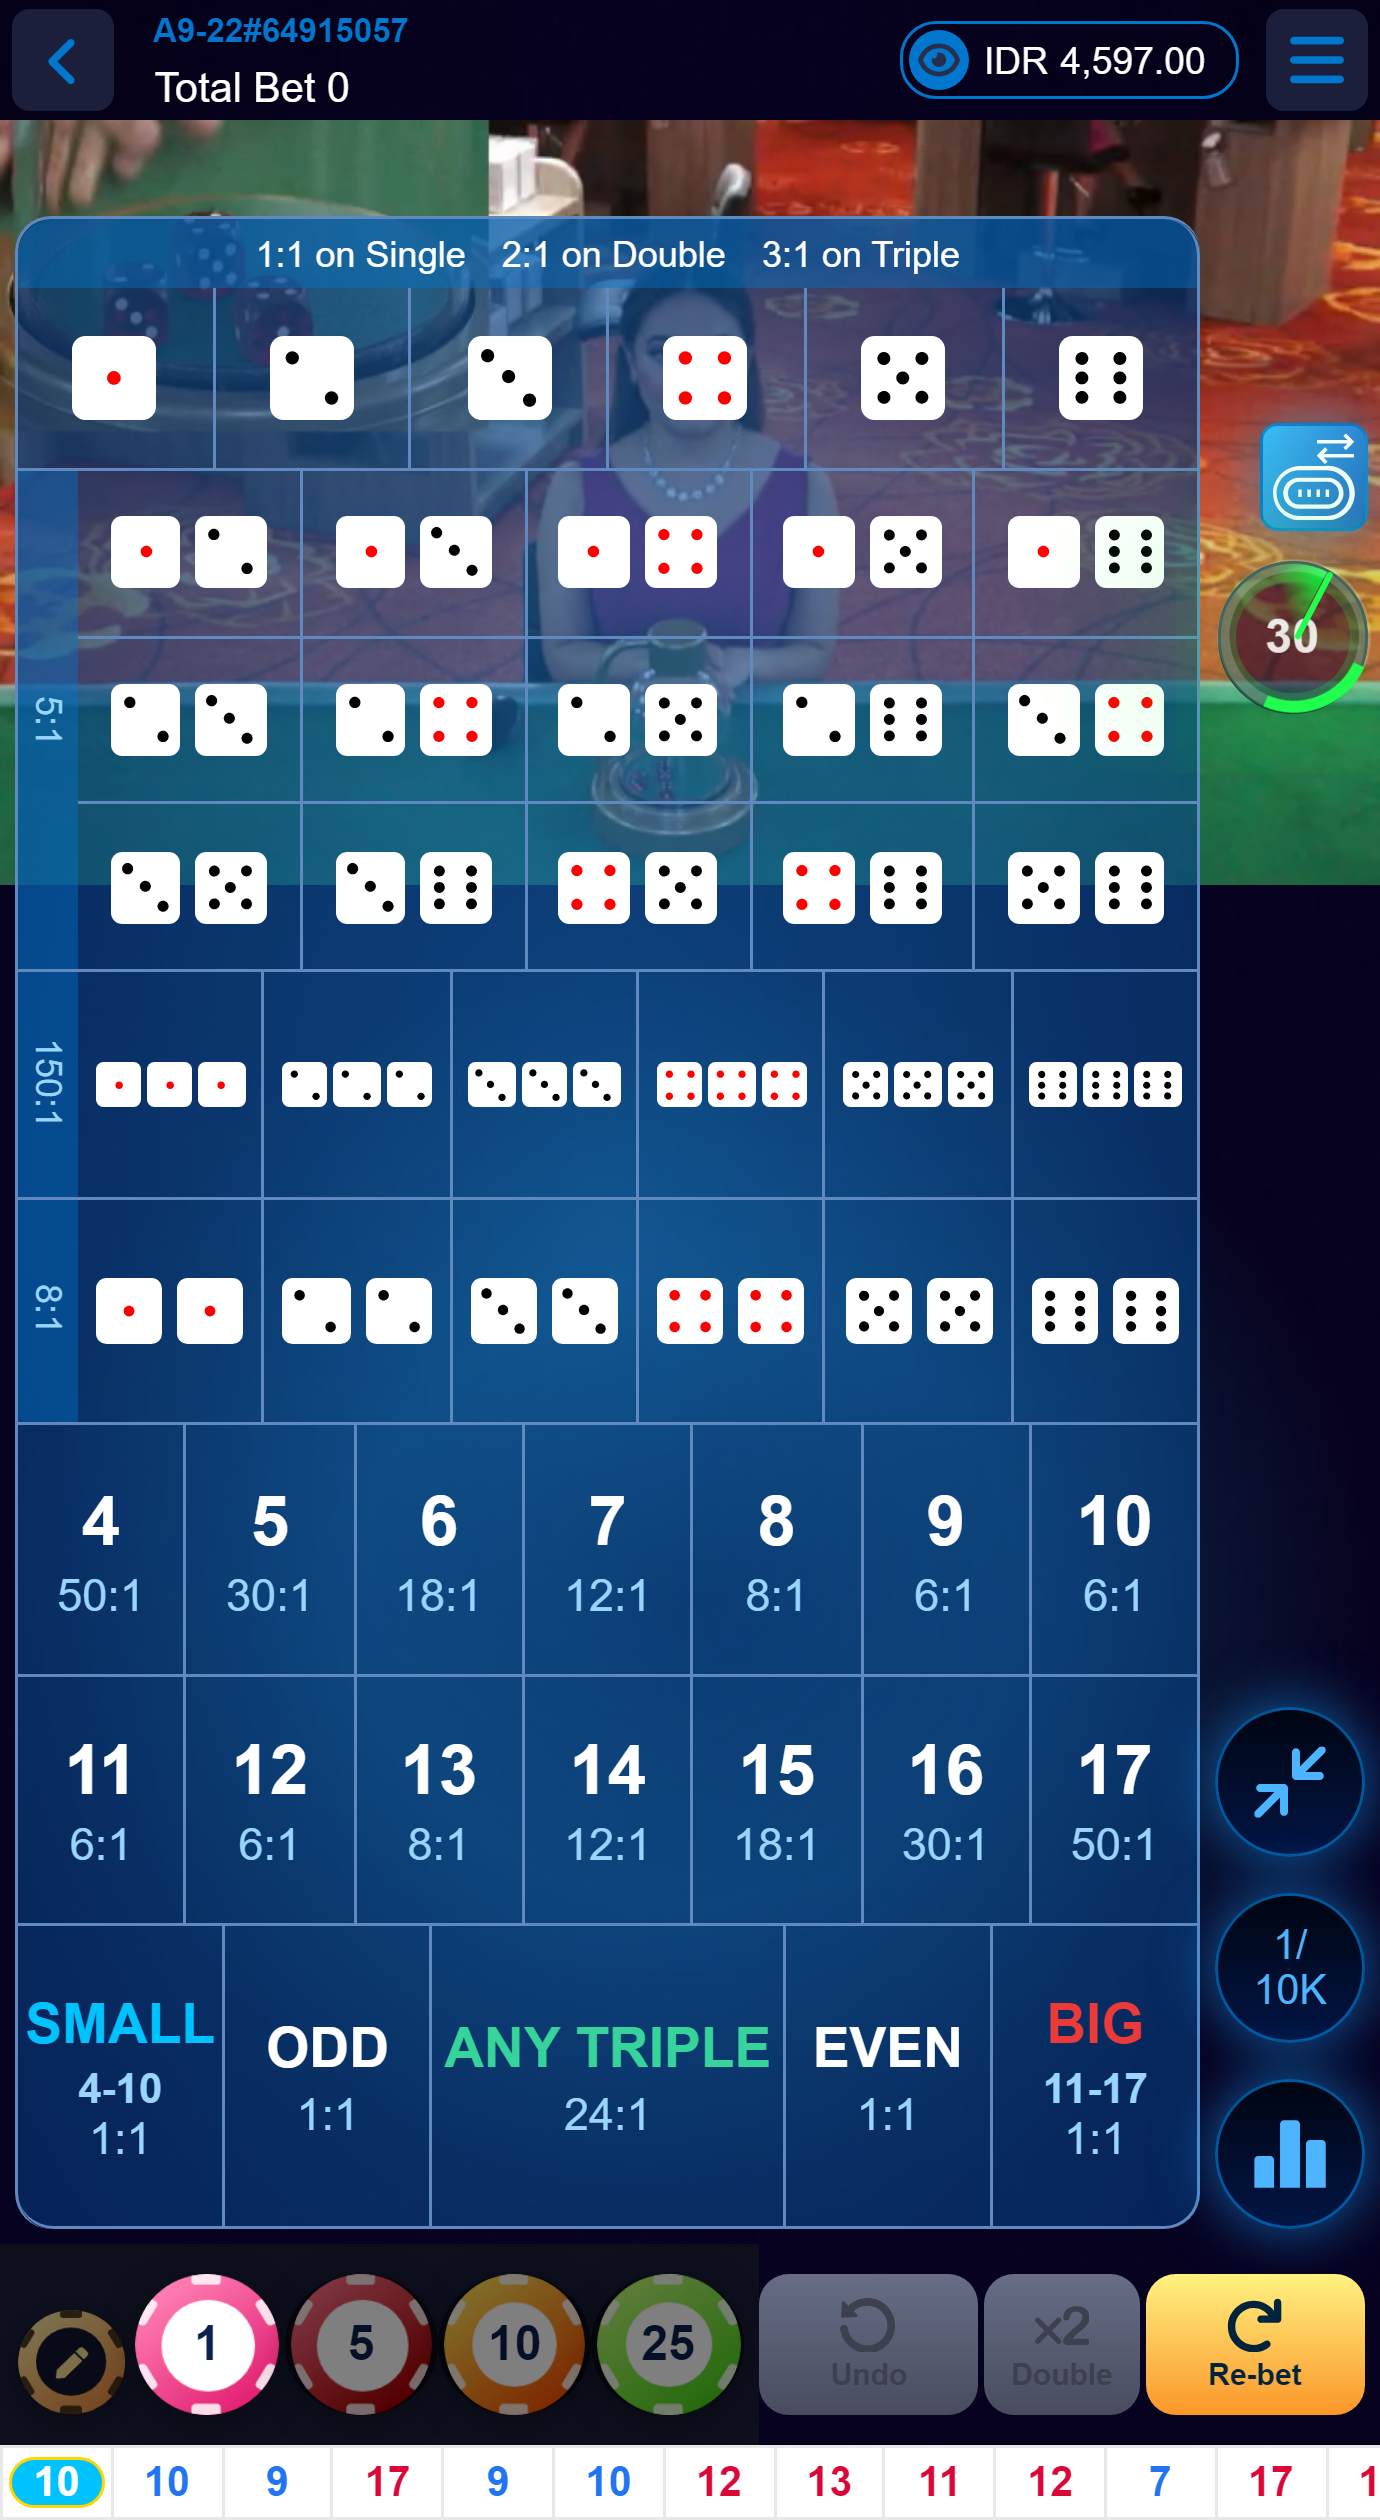 A9-22#64915057
Total Bet 0
IDR 4,597.00
1:1 on Single 2:1 on Double 3:1 on Triple
30
5:1
150:1
8:1
4 5 6 7 8 9 10
50:1 30:1 18:1 12:1 8:1 6:1 6:1
11 12 13 14 15 16 17
6:1 6:1 8:1 12:1 18:1 30:1 50:1
SMALL
4-10
1:1
ODD
1:1
ANY TRIPLE
24:1
EVEN
1:1
BIG
11-17
1:1
1/
10K
1 5 10 25
Undo
x2
Double
Re-bet
10 10 9 17 9 10 12 13 11 12 7 17